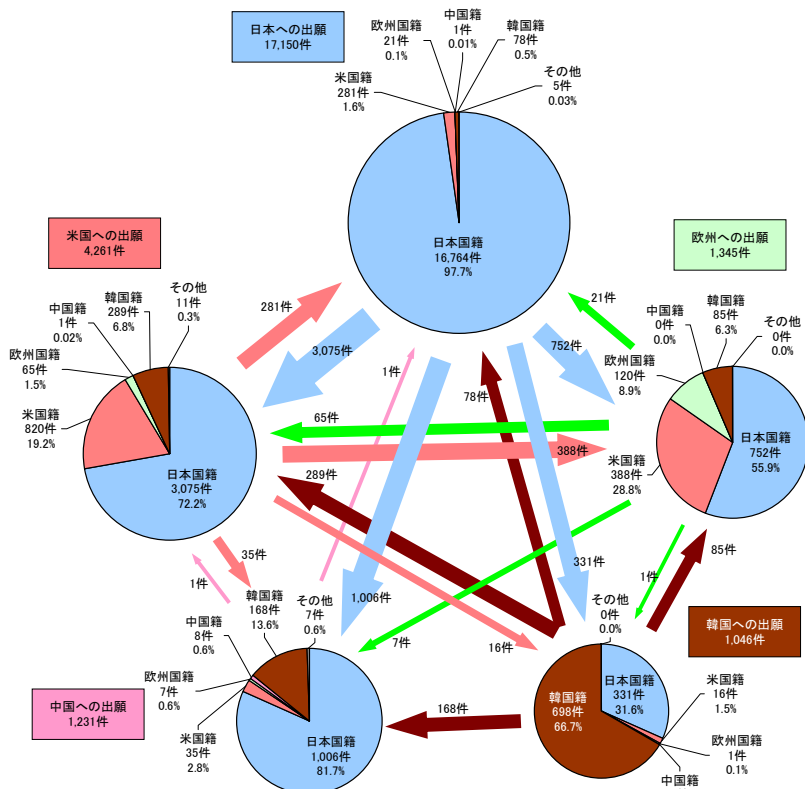 日本への出願
17,150件
欧州国籍
21件
0.1%
中国籍
1件
0.01%
韓国籍
78件
0.5%
その他
5件
0.03%
米国籍
281件
1.6%
日本国籍
16,764件
97.7%
米国への出願
4,261件
欧州への出願
1,345件
その他
11件
0.3%
韓国籍
289件
6.8%
中国籍
1件
0.02%
欧州国籍
65件
1.5%
米国籍
820件
19.2%
日本国籍
3,075件
72.2%
281件
3,075件
1件
752件
21件
78件
65件
388件
289件
中国籍
0件
0.0%
韓国籍
85件
6.3%
その他
0件
0.0%
欧州国籍
120件
8.9%
米国籍
388件
28.8%
日本国籍
752件
55.9%
35件
1件
1,006件
331件
7件
16件
1件
85件
168件
中国への出願
1,231件
韓国籍
168件
13.6%
その他
7件
0.6%
中国籍
8件
0.6%
欧州国籍
7件
0.6%
米国籍
35件
2.8%
日本国籍
1,006件
81.7%
韓国への出願
1,046件
その他
0件
0.0%
日本国籍
331件
31.6%
韓国籍
698件
66.7%
米国籍
16件
1.5%
欧州国籍
1件
0.1%
中国籍